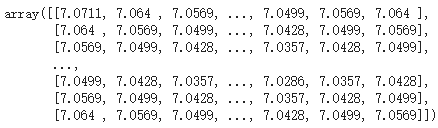 array([[7.0711, 7.064 , 7.0569, ..., 7.0499, 7.0569, 7.064 ],
[7.064 , 7.0569, 7.0499, ..., 7.0428, 7.0499, 7.0569],
[7.0569, 7.0499, 7.0428, ..., 7.0357, 7.0428, 7.0499],
...,
[7.0499, 7.0428, 7.0357, ..., 7.0286, 7.0357, 7.0428],
[7.0569, 7.0499, 7.0428, ..., 7.0357, 7.0428, 7.0499],
[7.064 , 7.0569, 7.0499, ..., 7.0428, 7.0499, 7.0569]])